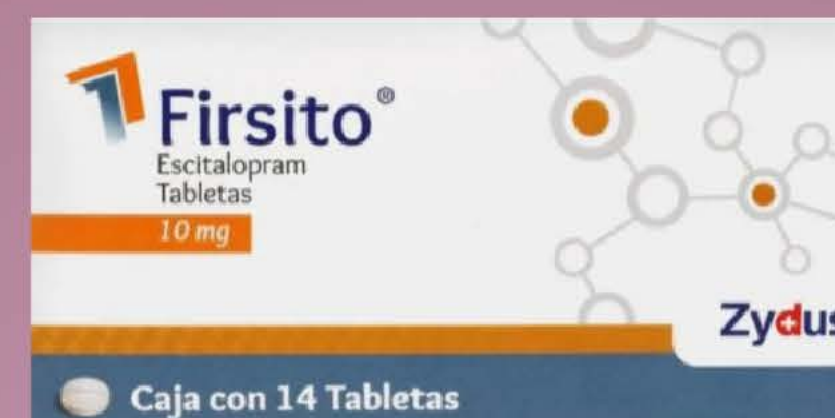 Firsito®
Escitalopram
Tabletas
10 mg
Zydus
Caja con 14 Tabletas